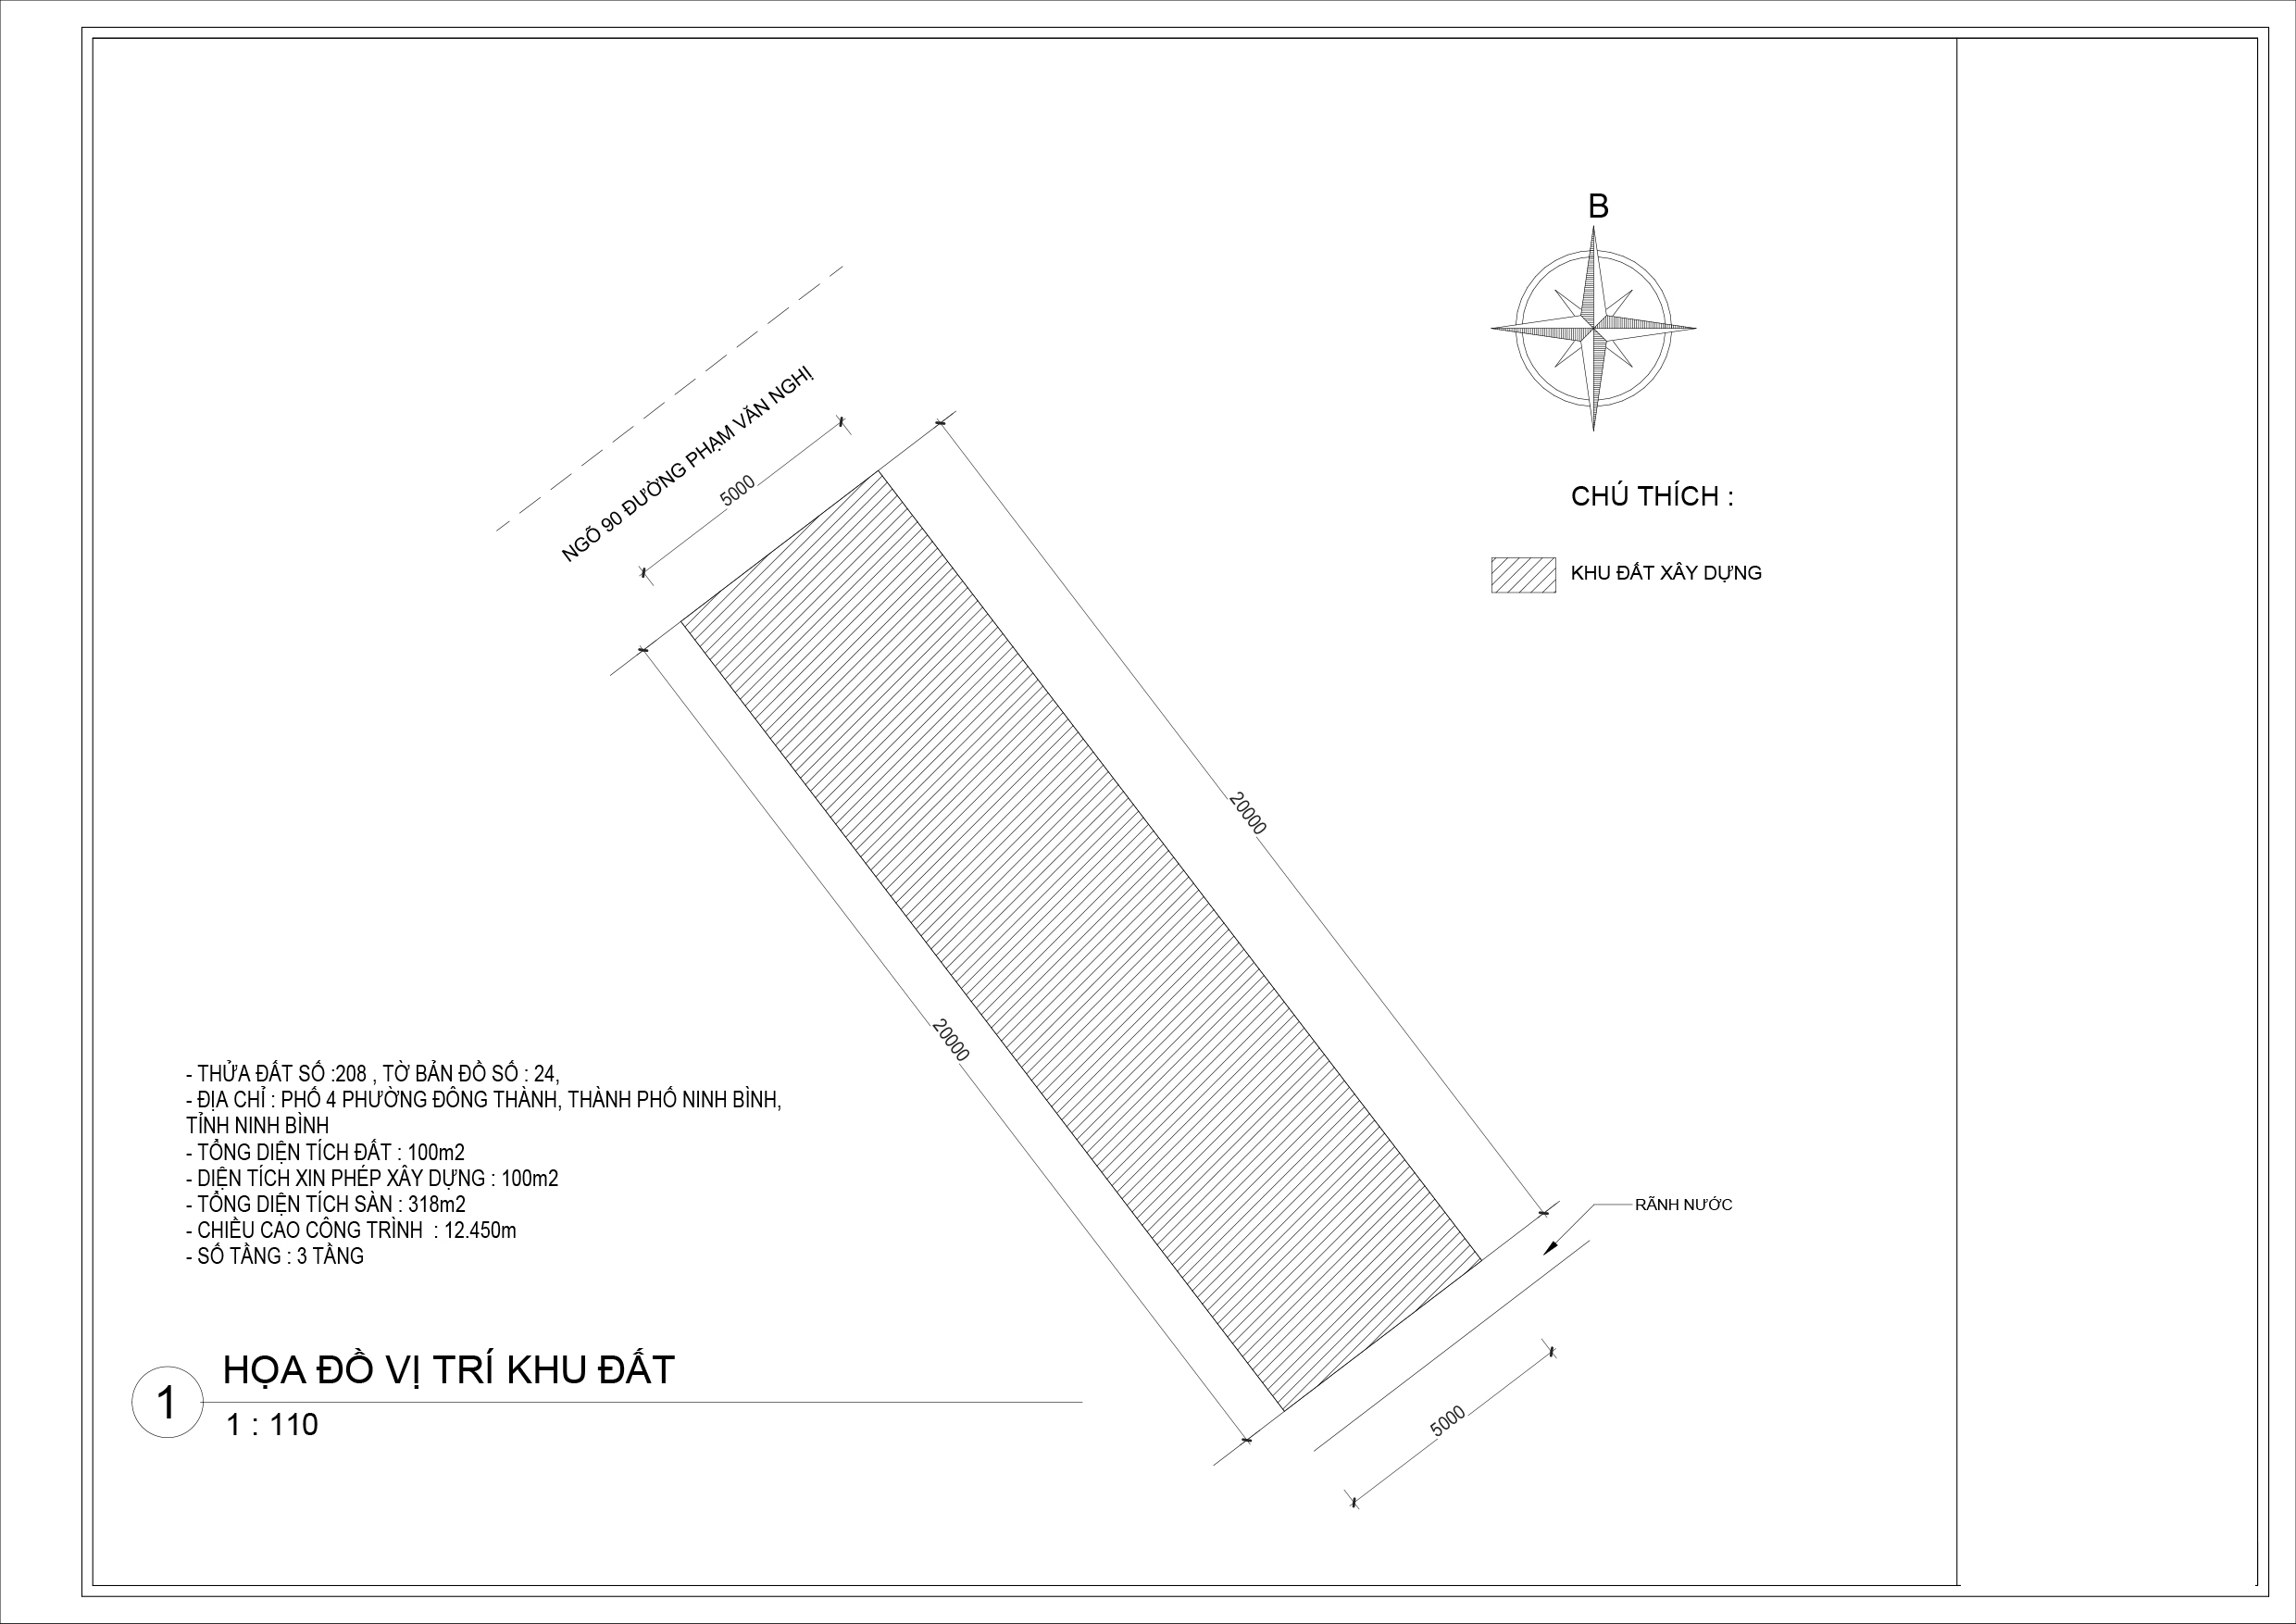 B
NGÕ 90 ĐƯỜNG PHẠM VĂN NGHỊ
5000
CHÚ THÍCH :
KHU ĐẤT XÂY DỰNG
20000
20000
- THỬA ĐẤT SỐ :208 , TỜ BẢN ĐỒ SỐ : 24,
- ĐỊA CHỈ : PHỐ 4 PHƯỜNG ĐÔNG THÀNH, THÀNH PHỐ NINH BÌNH,
TỈNH NINH BÌNH
- TỔNG DIỆN TÍCH ĐẤT : 100m2
- DIỆN TÍCH XIN PHÉP XÂY DỰNG : 100m2
- TỔNG DIỆN TÍCH SÀN : 318m2
- CHIỀU CAO CÔNG TRÌNH  : 12.450m
- SỐ TẦNG : 3 TẦNG
RÃNH NƯỚC
5000
1
HỌA ĐỒ VỊ TRÍ KHU ĐẤT
1 : 110